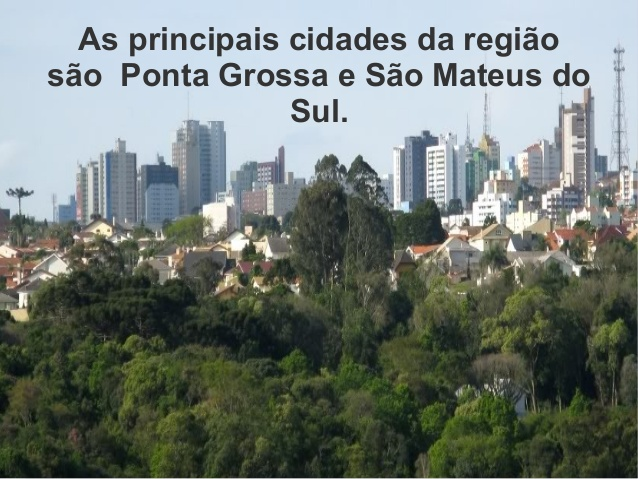 As principais cidades da região
são  Ponta Grossa e São Mateus do
Sul.